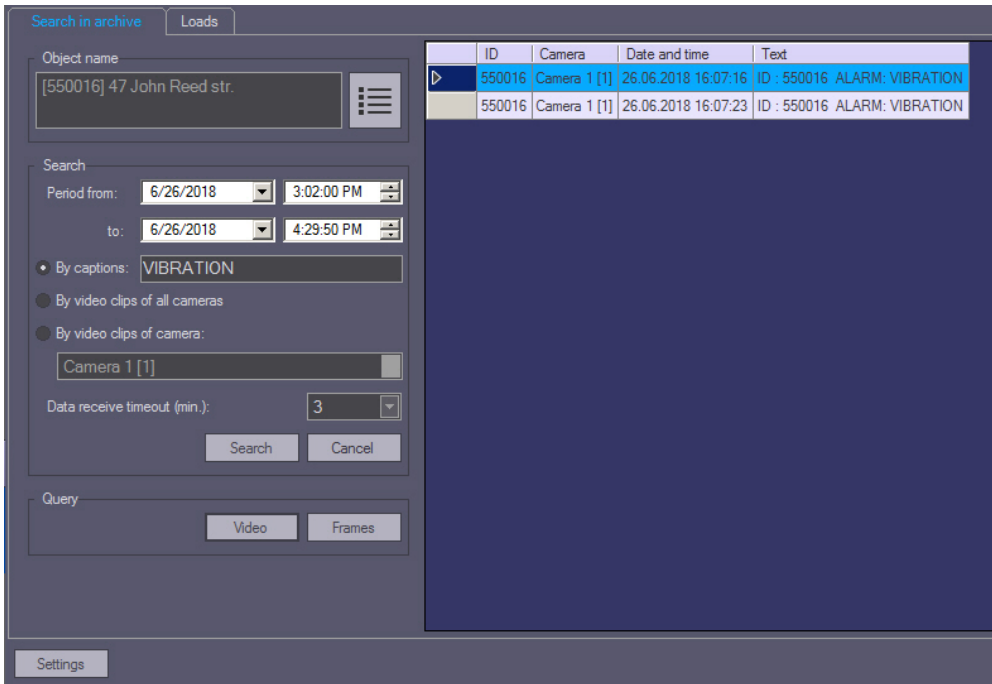 Search in archive Loads
Object name
[550016] 47 John Reed str.
Search
Period from: 6/26/2018 3:02:00 PM
to: 6/26/2018 4:29:50 PM
By captions: VIBRATION
By video clips of all cameras
By video clips of camera:
Camera 1 [1]
Data receive timeout (min.): 3
Search Cancel
Query
Video Frames
Settings
ID Camera Date and time Text
550016 Camera 1 [1] 26.06.2018 16:07:16 ID : 550016 ALARM: VIBRATION
550016 Camera 1 [1] 26.06.2018 16:07:23 ID : 550016 ALARM: VIBRATION